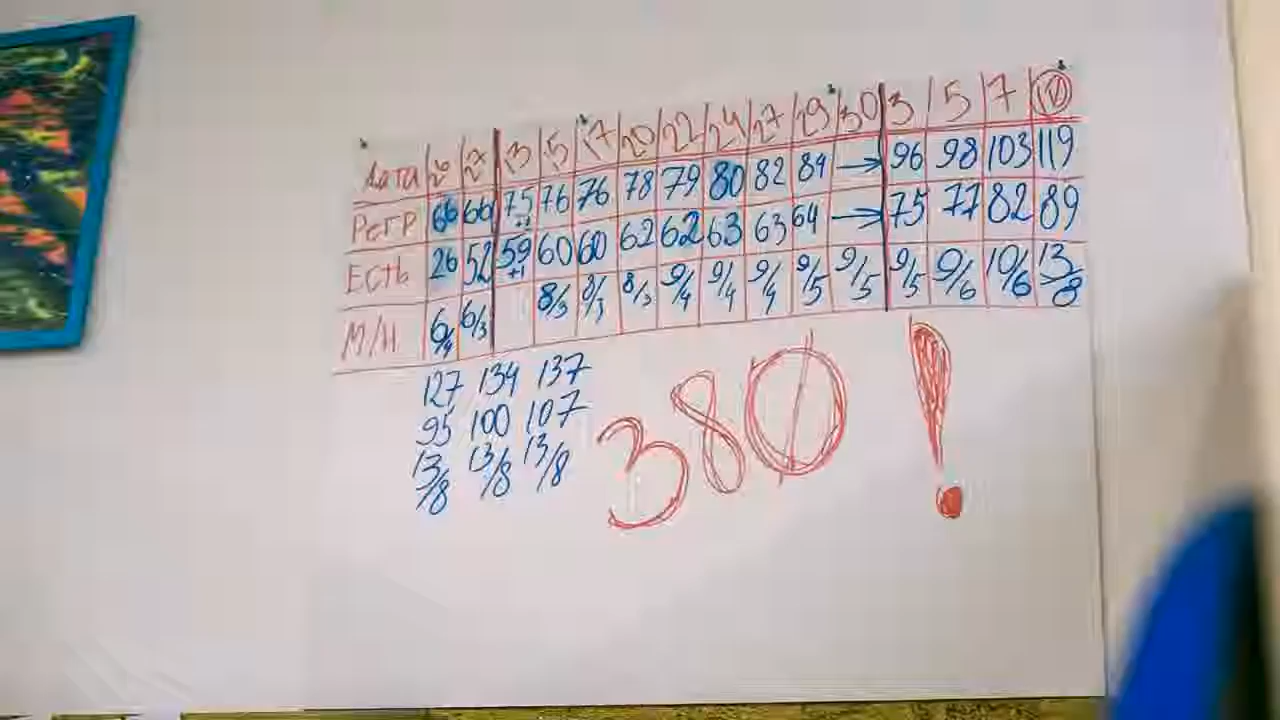 Дата 26 27 13 15 17 20 22 24 27 29 30 3 5 7 10
Регр 66 66 75 76 76 78 79 80 82 84 → 96 98 103 119
Есть 26 52 59 60 60 62 62 63 63 64 → 75 77 82 89
М/Н 6/4 6/3 8/3 8/3 8/3 9/4 9/4 9/4 9/5 9/5 9/5 9/6 10/6 13/8
127 134 137
95 100 107
13/8 13/8 13/8
380 !